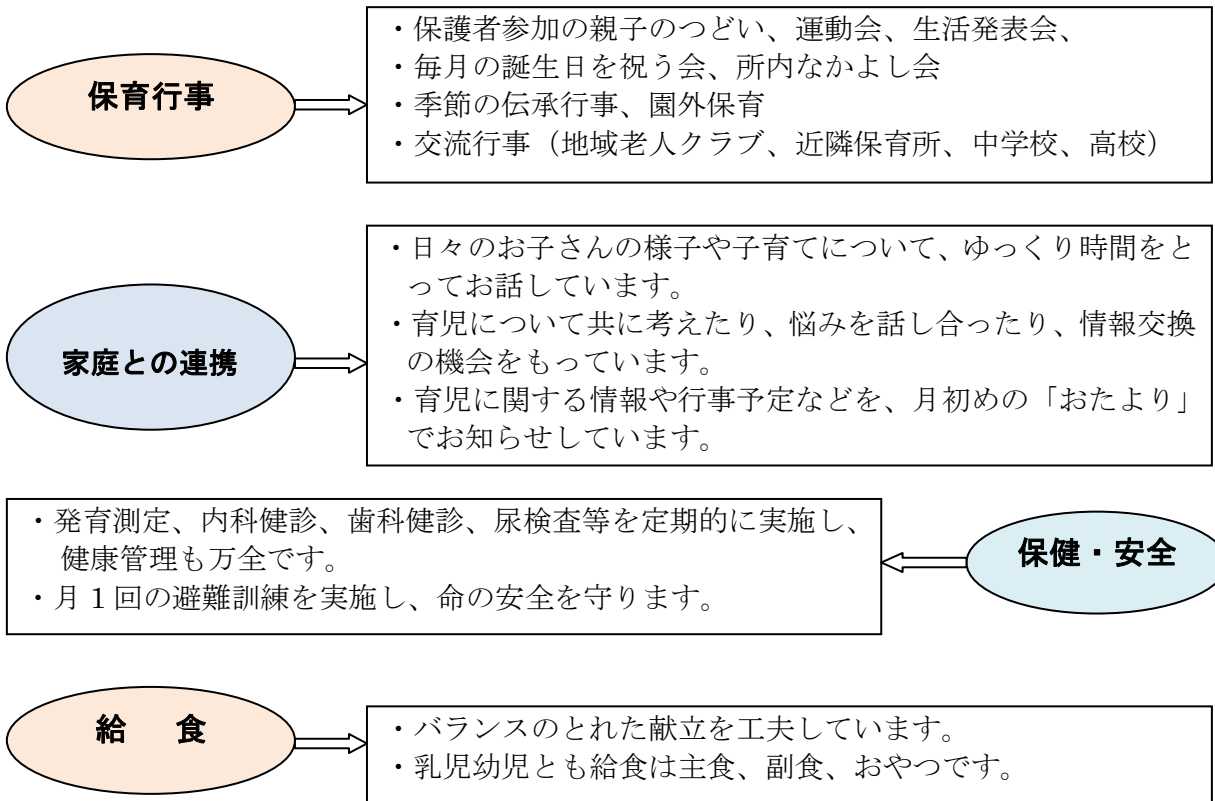 保育行事
・保護者参加の親子のつどい、運動会、生活発表会、
・毎月の誕生日を祝う会、所内なかよし会
・季節の伝承行事、園外保育
・交流行事（地域老人クラブ、近隣保育所、中学校、高校）
家庭との連携
・日々のお子さんの様子や子育てについて、ゆっくり時間をと
ってお話しています。
・育児について共に考えたり、悩みを話し合ったり、情報交換
の機会をもっています。
・育児に関する情報や行事予定などを、月初めの「おたより」
でお知らせしています。
・発育測定、内科健診、歯科健診、尿検査等を定期的に実施し、
健康管理も万全です。
・月１回の避難訓練を実施し、命の安全を守ります。
保健・安全
給　食
・バランスのとれた献立を工夫しています。
・乳児幼児とも給食は主食、副食、おやつです。